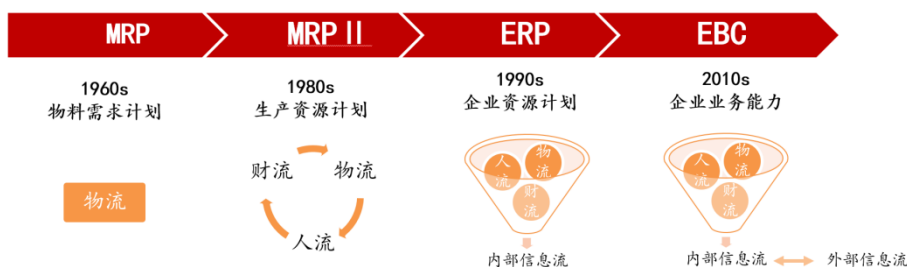 MRP
MRP II
ERP
EBC
1960s
物料需求计划
1980s
生产资源计划
1990s
企业资源计划
2010s
企业业务能力
物流
财流
物流
人流
人流
物流
财流
内部信息流
人流
物流
财流
内部信息流
外部信息流